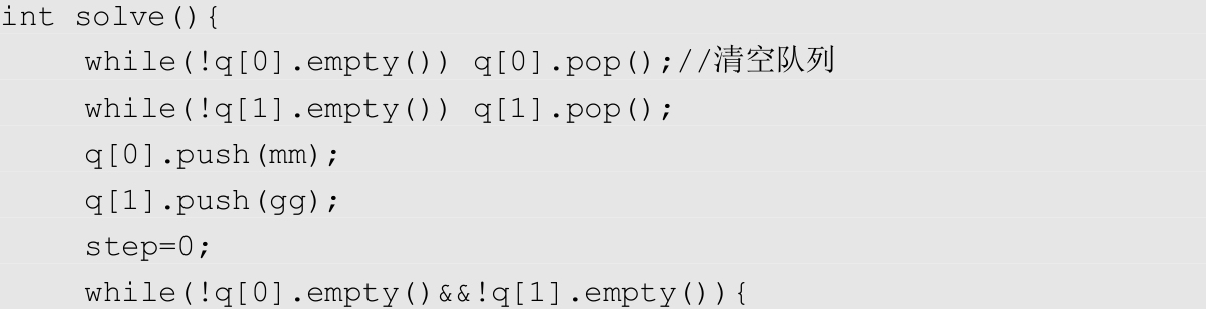 int solve(){
    while(!q[0].empty()) q[0].pop();//清空队列
    while(!q[1].empty()) q[1].pop();
    q[0].push(mm);
    q[1].push(gg);
    step=0;
    while(!q[0].empty()&&!q[1].empty()){